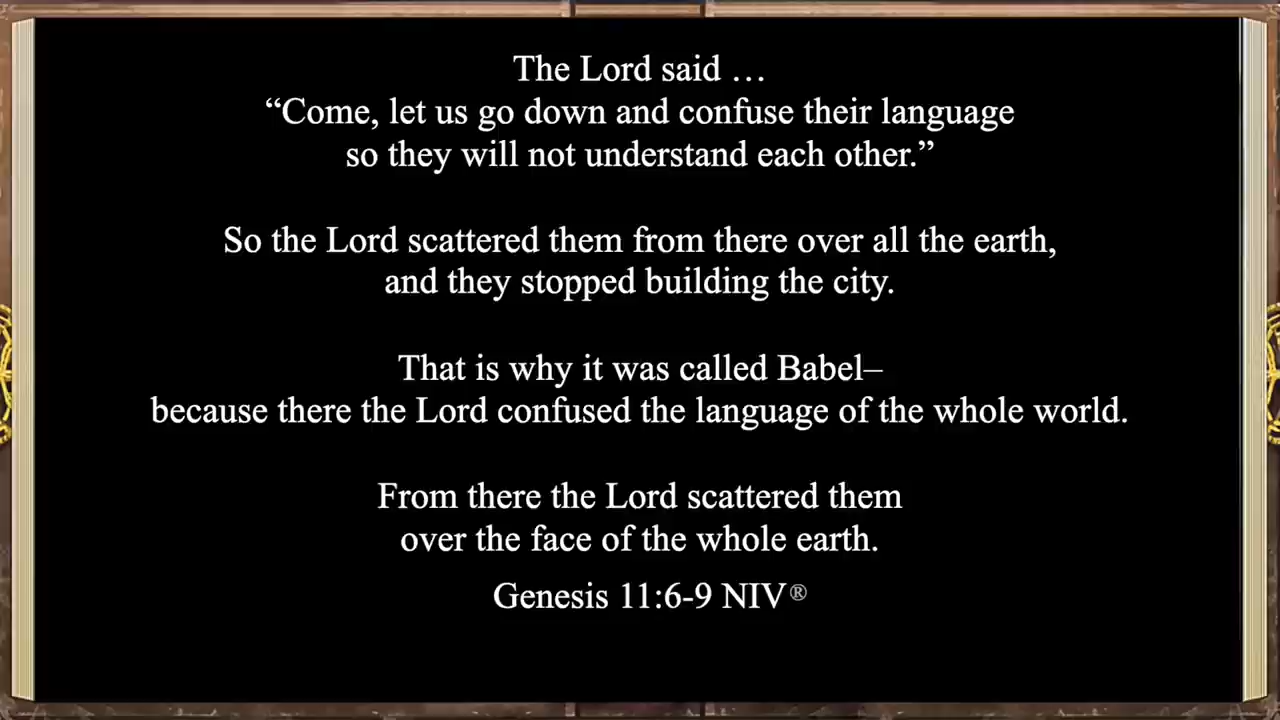 The Lord said …
“Come, let us go down and confuse their language
so they will not understand each other.”
So the Lord scattered them from there over all the earth,
and they stopped building the city.
That is why it was called Babel–
because there the Lord confused the language of the whole world.
From there the Lord scattered them
over the face of the whole earth.
Genesis 11:6-9 NIV®